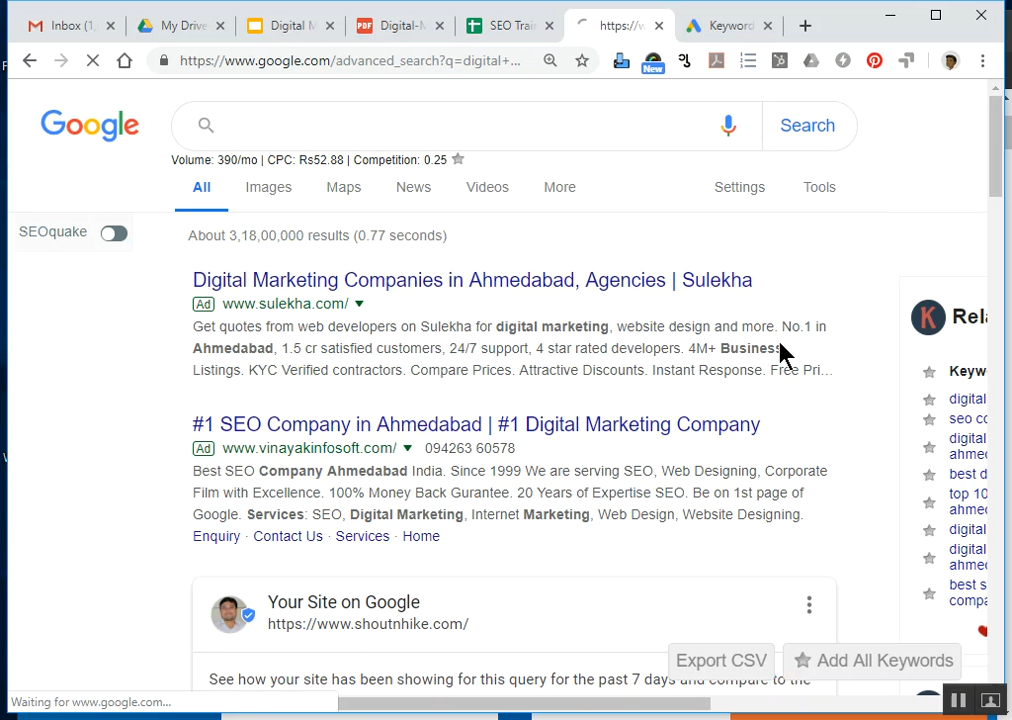 Inbox (1,
My Drive
Digital M
PDF Digital-M
SEO Trai
https://w
Keyword
https://www.google.com/advanced_search?q=digital+...
New
Google
Search
Volume: 390/mo | CPC: Rs52.88 | Competition: 0.25
All Images Maps News Videos More Settings Tools
SEOquake
About 3,18,00,000 results (0.77 seconds)
Digital Marketing Companies in Ahmedabad, Agencies | Sulekha
Ad www.sulekha.com/
Get quotes from web developers on Sulekha for digital marketing, website design and more. No.1 in
Ahmedabad, 1.5 cr satisfied customers, 24/7 support, 4 star rated developers. 4M+ Business
Listings. KYC Verified contractors. Compare Prices. Attractive Discounts. Instant Response. Free Pri...
#1 SEO Company in Ahmedabad | #1 Digital Marketing Company
Ad www.vinayakinfosoft.com/ 094263 60578
Best SEO Company Ahmedabad India. Since 1999 We are serving SEO, Web Designing, Corporate
Film with Excellence. 100% Money Back Gurantee. 20 Years of Expertise SEO. Be on 1st page of
Google. Services: SEO, Digital Marketing, Internet Marketing, Web Design, Website Designing.
Enquiry · Contact Us · Services · Home
Your Site on Google
https://www.shoutnhike.com/
See how your site has been showing for this query for the past 7 days and compare to the
K Rela
Keyw
digital
seo co
digital
ahmed
best d
top 10
ahmed
digital
digital
ahmed
best s
compa
Export CSV
Add All Keywords
Waiting for www.google.com...